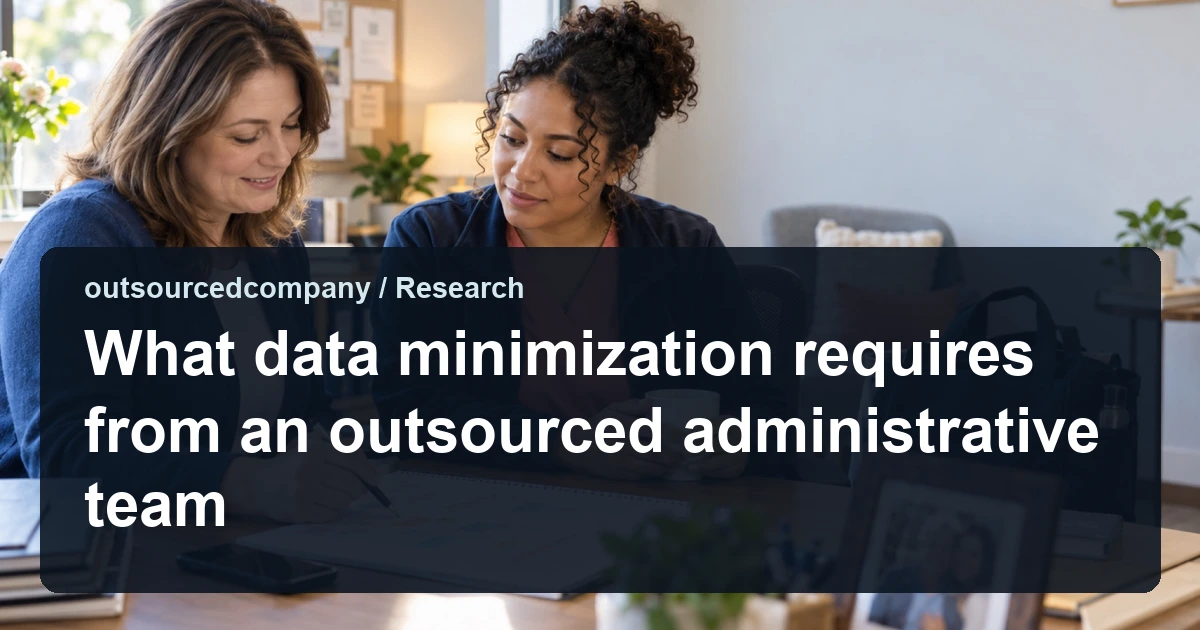 outsourcedcompany / Research
What data minimization requires
from an outsourced administrative
team